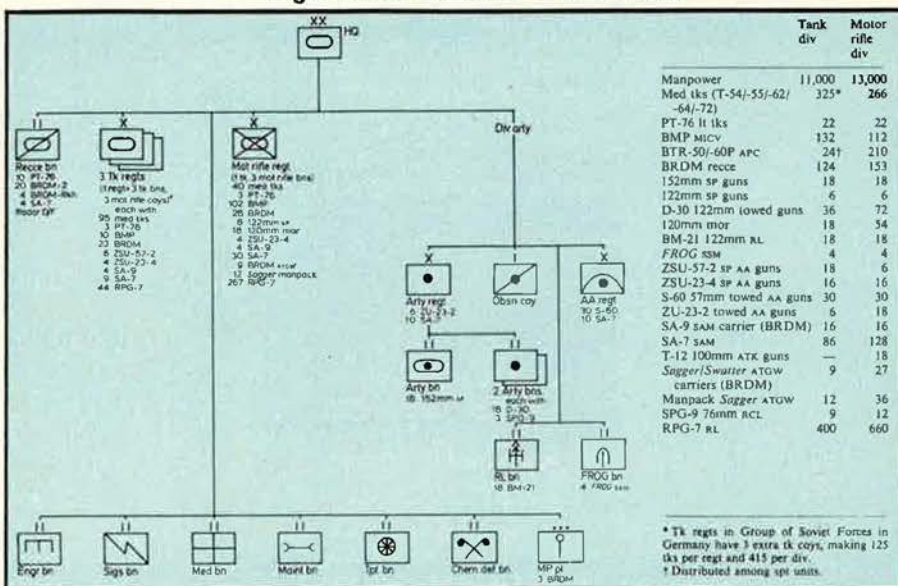 XX
HQ
Div arty
II
Recce bn
10 PT-76
20 BRDM-2
4 BRDM-Rkh
4 SA-7
Radar D/F
X
3 Tk regts
(1 regt= 3 tk bns,
3 mot rifle coys)*
each with
95 med tks
3 PT-76
10 BMP
23 BRDM
6 ZSU-57-2
4 ZSU-23-4
4 SA-9
9 SA-7
44 RPG-7
X
Mot rifle regt
(1 tk, 3 mot rifle bns)
40 med tks
3 PT-76
102 BMP
26 BRDM
6 122mm SP
18 120mm mor
4 ZSU-23-4
4 SA-9
30 SA-7
9 BRDM ATGW
12 Sagger manpack
267 RPG-7
X
Arty regt
6 ZU-23-2
10 SA-7
I
Obsn coy
X
AA regt
30 S-60
10 SA-7
II
Arty bn
18 152mm SP
II
2 Arty bns
each with
18 D-30
3 SPG-9
II
RL bn
18 BM-21
II
FROG bn
4 FROG SSM
II
Engr bn
II
Sigs bn
II
Med bn
II
Maint bn
II
Tpt bn
II
Chem def bn
•••
MP pl
3 BRDM
Tank div Motor rifle div
Manpower 11,000 13,000
Med tks (T-54/-55/-62/ 325* 266
-64/-72)
PT-76 lt tks 22 22
BMP MICV 132 112
BTR-50/-60P APC 24† 210
BRDM recce 124 153
152mm SP guns 18 18
122mm SP guns 6 6
D-30 122mm towed guns 36 72
120mm mor 18 54
BM-21 122mm RL 18 18
FROG SSM 4 4
ZSU-57-2 SP AA guns 18 6
ZSU-23-4 SP AA guns 16 16
S-60 57mm towed AA guns 30 30
ZU-23-2 towed AA guns 6 18
SA-9 SAM carrier (BRDM) 16 16
SA-7 SAM 86 128
T-12 100mm ATK guns — 18
Sagger/Swatter ATGW 9 27
carriers (BRDM)
Manpack Sagger ATGW 12 36
SPG-9 76mm RCL 9 12
RPG-7 RL 400 660
* Tk regts in Group of Soviet Forces in
Germany have 3 extra tk coys, making 125
tks per regt and 415 per div.
† Distributed among spt units.